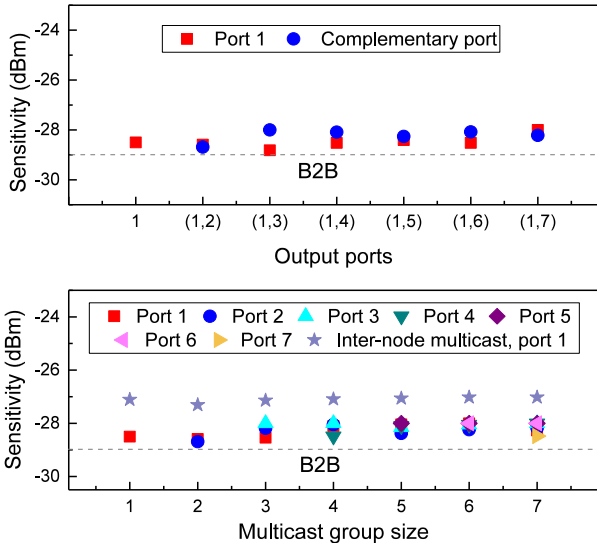 Sensitivity (dBm)
-24
-26
-28
-30
Port 1 Complementary port
B2B
1 (1,2) (1,3) (1,4) (1,5) (1,6) (1,7)
Output ports
Sensitivity (dBm)
-24
-26
-28
-30
Port 1 Port 2 Port 3 Port 4 Port 5
Port 6 Port 7 Inter-node multicast, port 1
B2B
1 2 3 4 5 6 7
Multicast group size